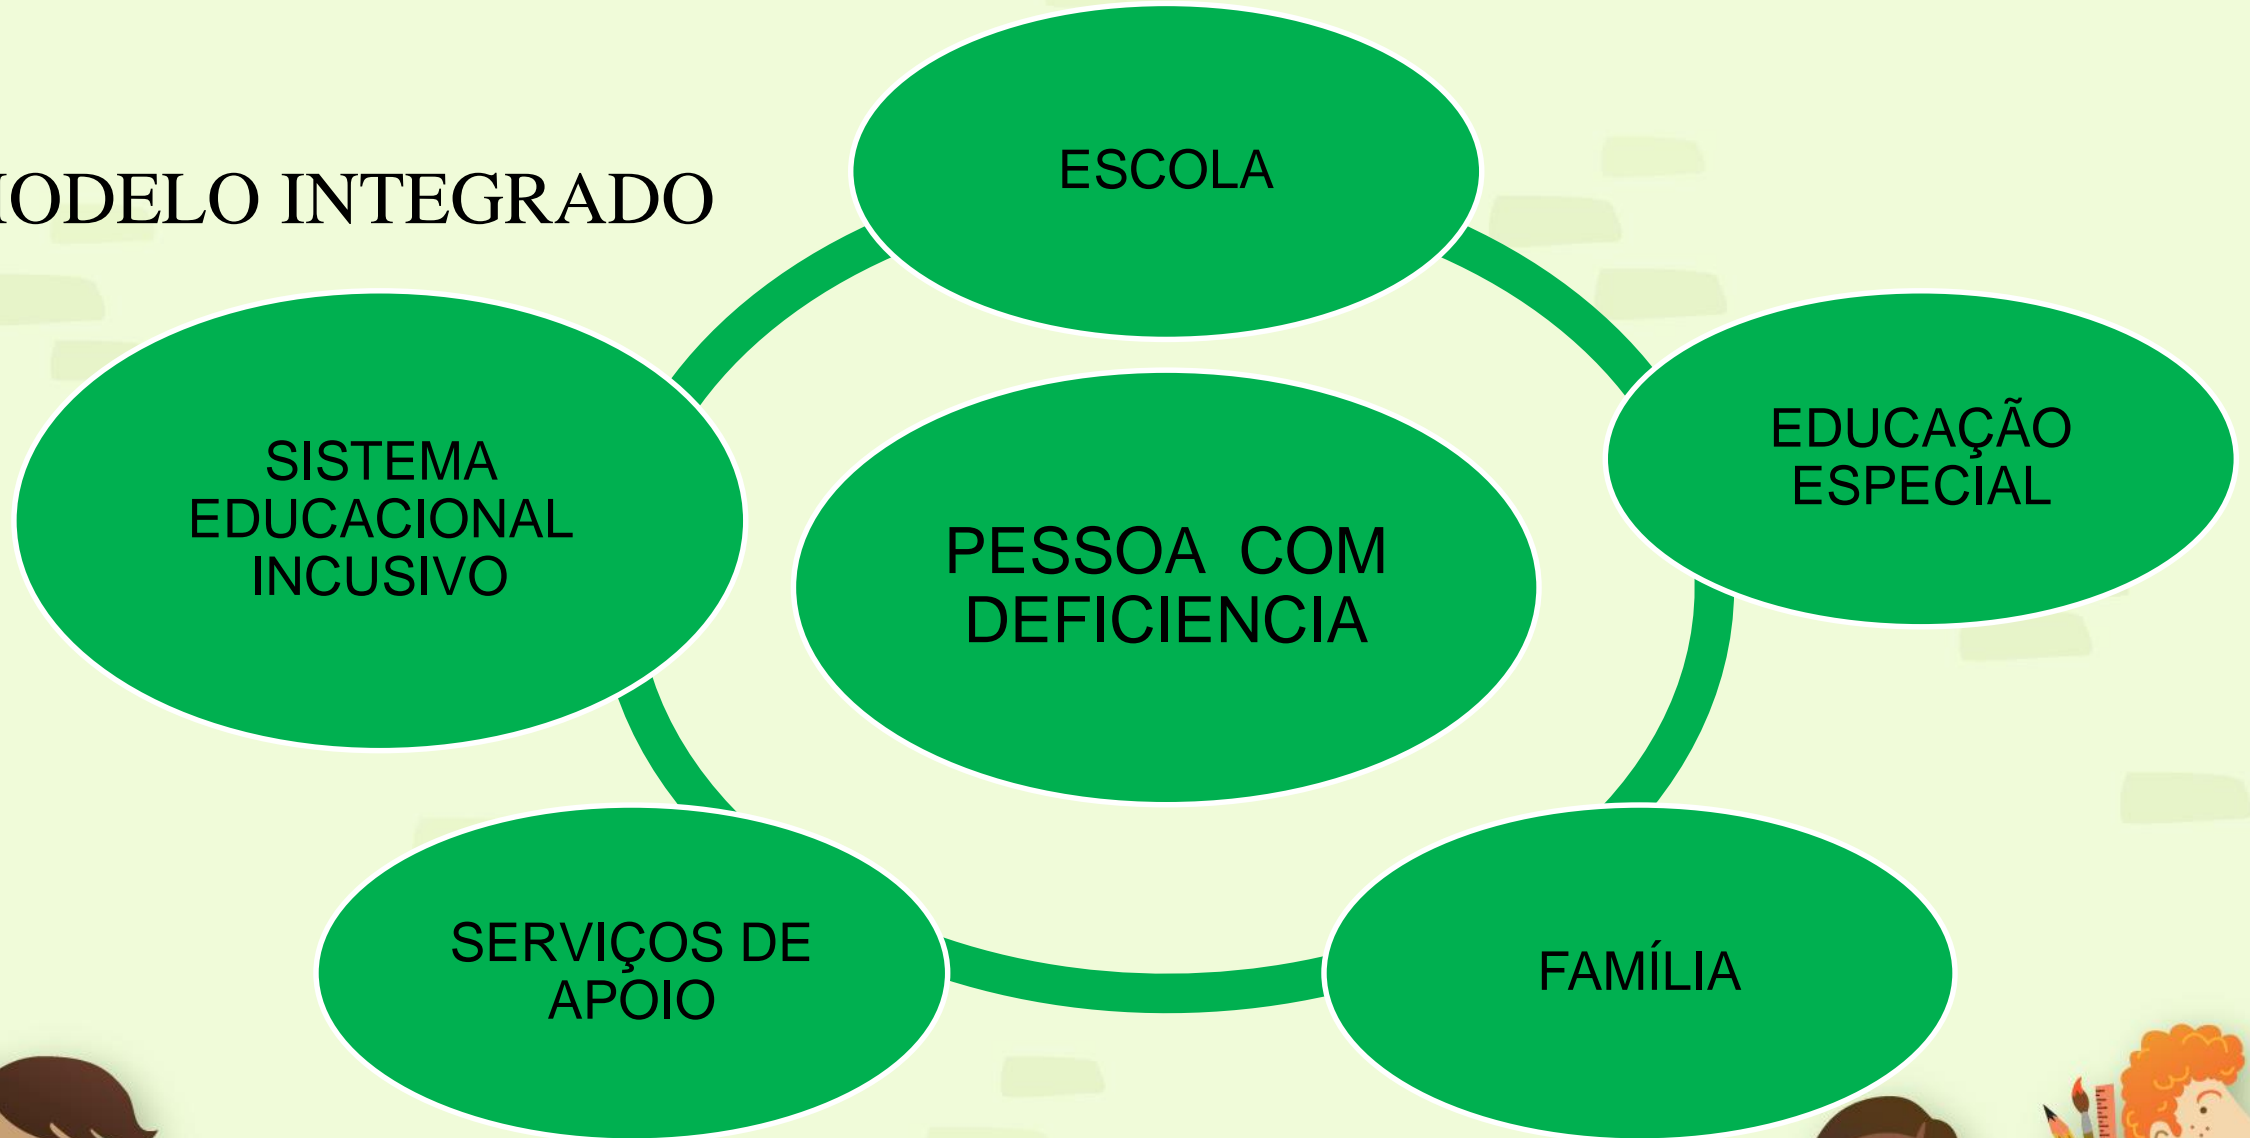 ODELO INTEGRADO
ESCOLA
SISTEMA
EDUCACIONAL
INCUSIVO
PESSOA COM
DEFICIENCIA
EDUCAÇÃO
ESPECIAL
SERVIÇOS DE
APOIO
FAMÍLIA